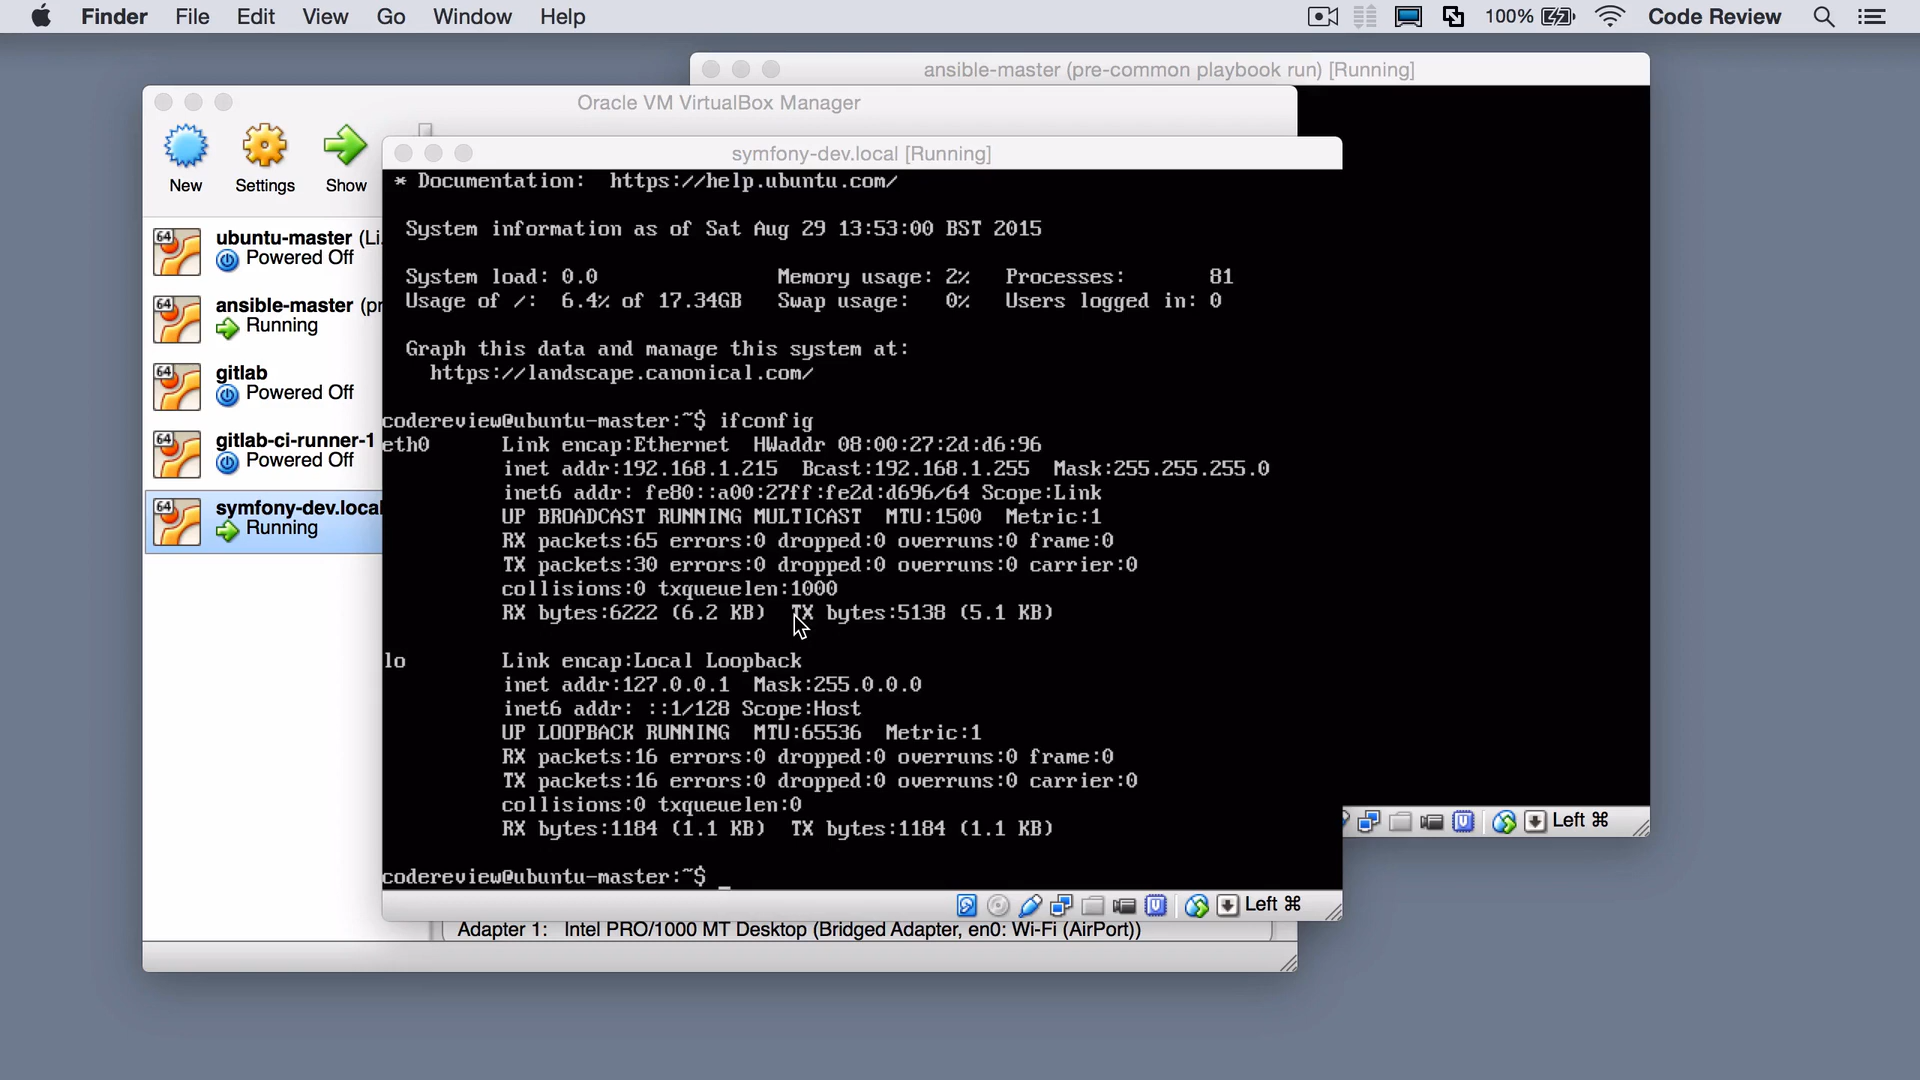 Finder File Edit View Go Window Help 100% Code Review
ansible-master (pre-common playbook run) [Running]
Oracle VM VirtualBox Manager
New Settings Show
symfony-dev.local [Running]
64 ubuntu-master (Li
Powered Off
64 ansible-master (pr
Running
64 gitlab
Powered Off
64 gitlab-ci-runner-1
Powered Off
64 symfony-dev.local
Running
* Documentation:  https://help.ubuntu.com/
System information as of Sat Aug 29 13:53:00 BST 2015
System load: 0.0 Memory usage: 2% Processes: 81
Usage of /: 6.4% of 17.34GB Swap usage: 0% Users logged in: 0
Graph this data and manage this system at:
https://landscape.canonical.com/
codereview@ubuntu-master:~$ ifconfig
eth0 Link encap:Ethernet HWaddr 08:00:27:2d:d6:96
inet addr:192.168.1.215 Bcast:192.168.1.255 Mask:255.255.255.0
inet6 addr: fe80::a00:27ff:fe2d:d696/64 Scope:Link
UP BROADCAST RUNNING MULTICAST MTU:1500 Metric:1
RX packets:65 errors:0 dropped:0 overruns:0 frame:0
TX packets:30 errors:0 dropped:0 overruns:0 carrier:0
collisions:0 txqueuelen:1000
RX bytes:6222 (6.2 KB) TX bytes:5138 (5.1 KB)
lo Link encap:Local Loopback
inet addr:127.0.0.1 Mask:255.0.0.0
inet6 addr: ::1/128 Scope:Host
UP LOOPBACK RUNNING MTU:65536 Metric:1
RX packets:16 errors:0 dropped:0 overruns:0 frame:0
TX packets:16 errors:0 dropped:0 overruns:0 carrier:0
collisions:0 txqueuelen:0
RX bytes:1184 (1.1 KB) TX bytes:1184 (1.1 KB)
codereview@ubuntu-master:~$ _
Left ⌘
Left ⌘
Adapter 1: Intel PRO/1000 MT Desktop (Bridged Adapter, en0: Wi-Fi (AirPort))